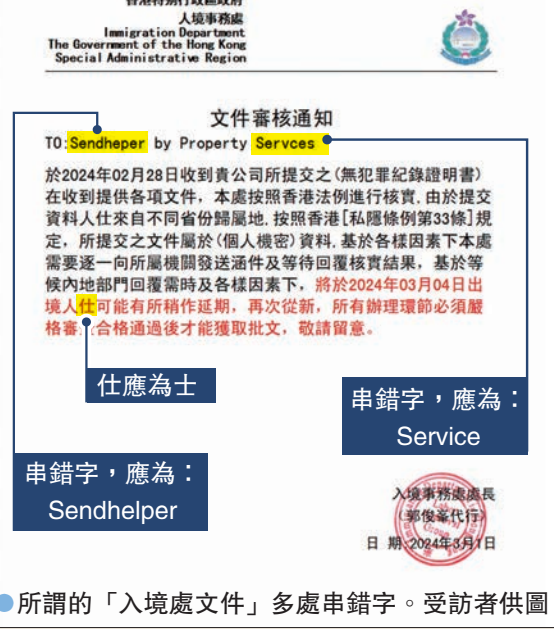 香港特別行政區政府
人境事務處
Immigration Department
The Government of the Hong Kong
Special Administrative Region
文件審核通知
TO:Sendheper by Property Servces
於2024年02月28日收到貴公司所提交之(無犯罪紀錄證明書)
在收到提供各項文件，本處按照香港法例進行核實.由於提交
資料人仕來自不同省份歸屬地.按照香港[私隱條例第33條]規
定，所提交之文件屬於(個人機密)資料.基於各樣因素下本處
需要逐一向所屬機關發送涵件及等待回覆核實結果，基於等
候內地部門回覆需時及各樣因素下，將於2024年03月04日出
境人仕可能有所稍作延期，再次從新，所有辦理環節必須嚴
格審 合格通過後才能獲取批文，敬請留意。
仕應為士
串錯字，應為：
Service
串錯字，應為：
Sendhelper
入境事務處處長
(郭俊峯代行)
日 期 2024年3月1日
所謂的「入境處文件」多處串錯字。受訪者供圖